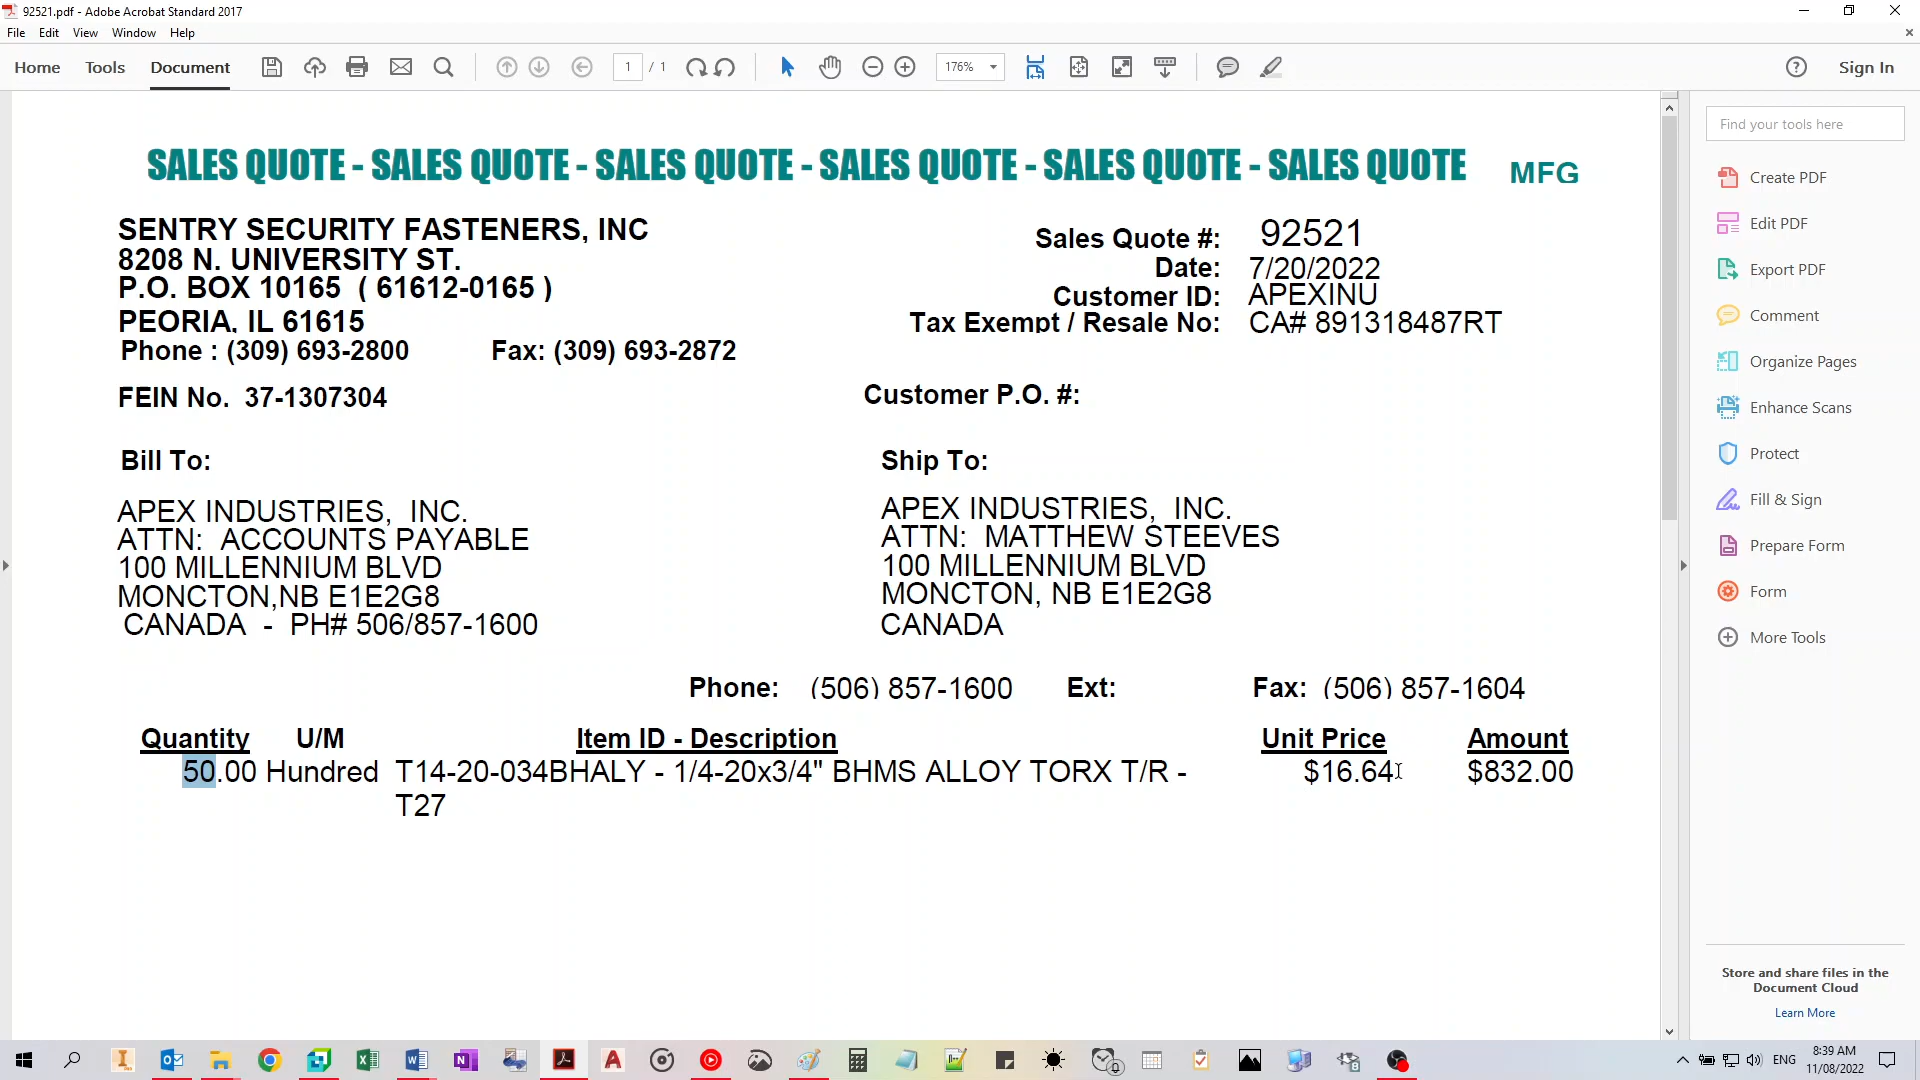 92521.pdf - Adobe Acrobat Standard 2017
File Edit View Window Help
Home Tools Document 1 / 1 176% Sign In
Find your tools here
SALES QUOTE - SALES QUOTE - SALES QUOTE - SALES QUOTE - SALES QUOTE - SALES QUOTE MFG
Create PDF
Edit PDF
Export PDF
Comment
Organize Pages
Enhance Scans
Protect
Fill & Sign
Prepare Form
Form
More Tools
SENTRY SECURITY FASTENERS, INC
8208 N. UNIVERSITY ST.
P.O. BOX 10165 ( 61612-0165 )
PEORIA, IL 61615
Phone : (309) 693-2800 Fax: (309) 693-2872
FEIN No. 37-1307304
Sales Quote #: 92521
Date: 7/20/2022
Customer ID: APEXINU
Tax Exempt / Resale No: CA# 891318487RT
Customer P.O. #:
Bill To:
APEX INDUSTRIES, INC.
ATTN: ACCOUNTS PAYABLE
100 MILLENNIUM BLVD
MONCTON,NB E1E2G8
CANADA - PH# 506/857-1600
Ship To:
APEX INDUSTRIES, INC.
ATTN: MATTHEW STEEVES
100 MILLENNIUM BLVD
MONCTON, NB E1E2G8
CANADA
Phone: (506) 857-1600 Ext: Fax: (506) 857-1604
Quantity U/M Item ID - Description Unit Price Amount
50.00 Hundred T14-20-034BHALY - 1/4-20x3/4" BHMS ALLOY TORX T/R - $16.64 $832.00
T27
Store and share files in the
Document Cloud
Learn More
ENG 8:39 AM
11/08/2022